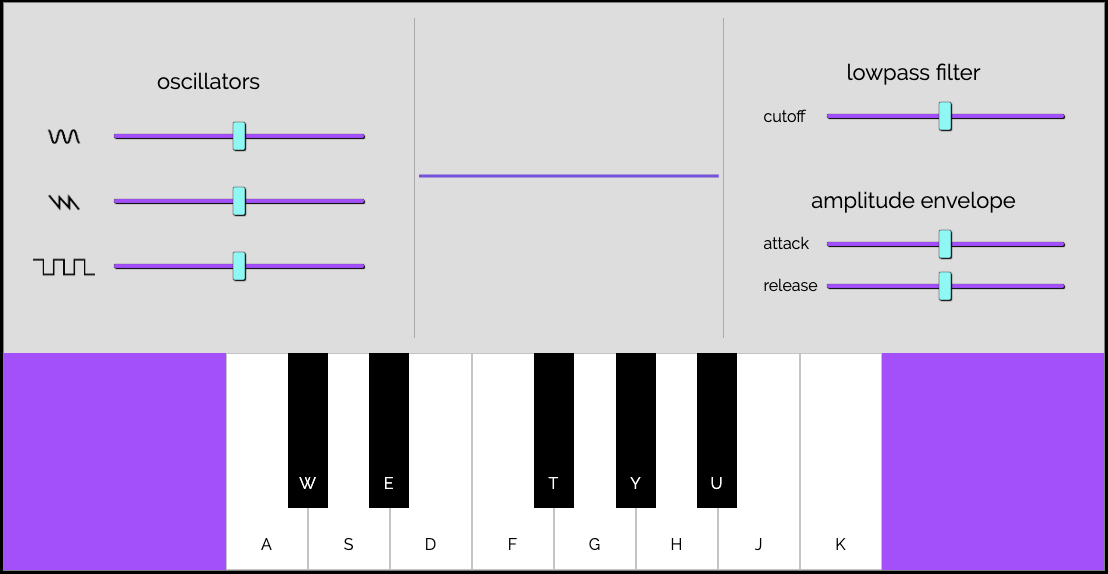 oscillators
lowpass filter
cutoff
amplitude envelope
attack
release
W E T Y U
A S D F G H J K